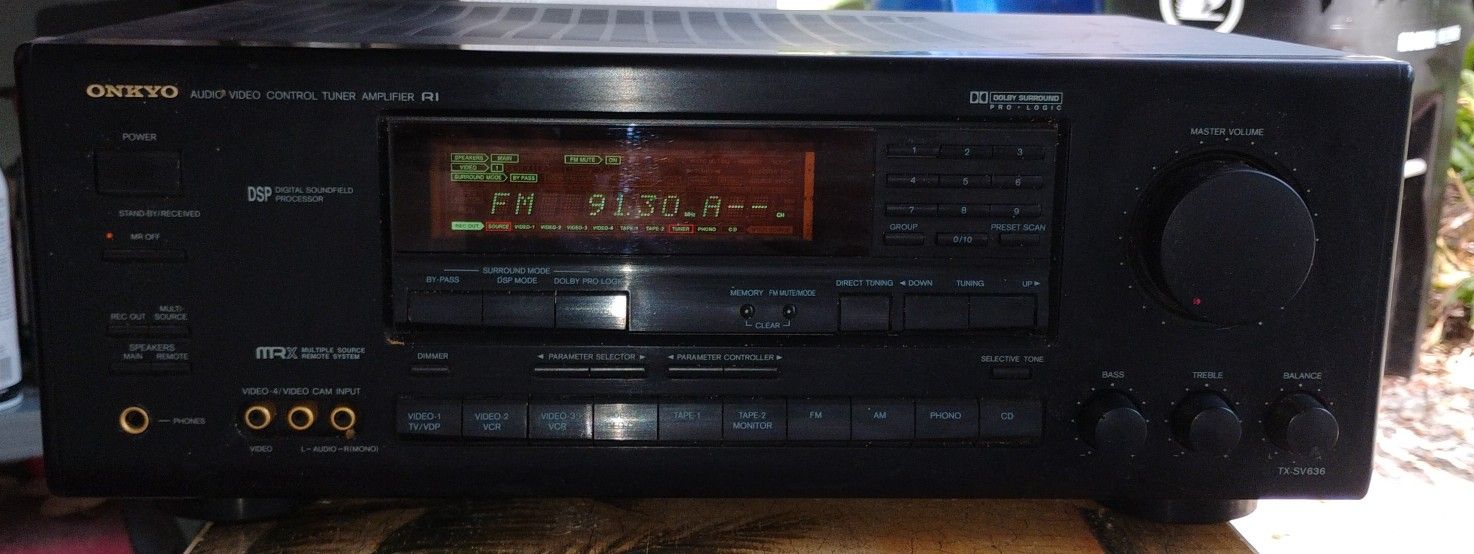 ONKYO AUDIO VIDEO CONTROL TUNER AMPLIFIER RI
DOLBY SURROUND
PRO · LOGIC
POWER
MASTER VOLUME
SPEAKERS MAIN FM MUTE ON
VIDEO 1
SURROUND MODE BY PASS
FM 91.30 MHz A-- CH
REC OUT SOURCE VIDEO-1 VIDEO-2 VIDEO-3 VIDEO-4 TAPE-1 TAPE-2 TUNER PHONO CD
1 2 3
4 5 6
7 8 9
GROUP 0/10 PRESET SCAN
DSP DIGITAL SOUNDFIELD
PROCESSOR
STAND-BY/RECEIVED
MR OFF
SURROUND MODE
BY-PASS DSP MODE DOLBY PRO LOGIC
MEMORY FM MUTE/MODE
CLEAR
DIRECT TUNING ◄ DOWN TUNING UP ►
REC OUT MULTI
SOURCE
SPEAKERS
MAIN REMOTE
MRX MULTIPLE SOURCE
REMOTE SYSTEM
DIMMER ◄ PARAMETER SELECTOR ► ◄ PARAMETER CONTROLLER ► SELECTIVE TONE
BASS TREBLE BALANCE
VIDEO-4/VIDEO CAM INPUT
PHONES
VIDEO L-AUDIO-R(MONO)
VIDEO-1
TV/VDP
VIDEO-2
VCR
VIDEO-3
VCR
TAPE-1
TAPE-2
MONITOR
FM
AM
PHONO
CD
TX-SV636